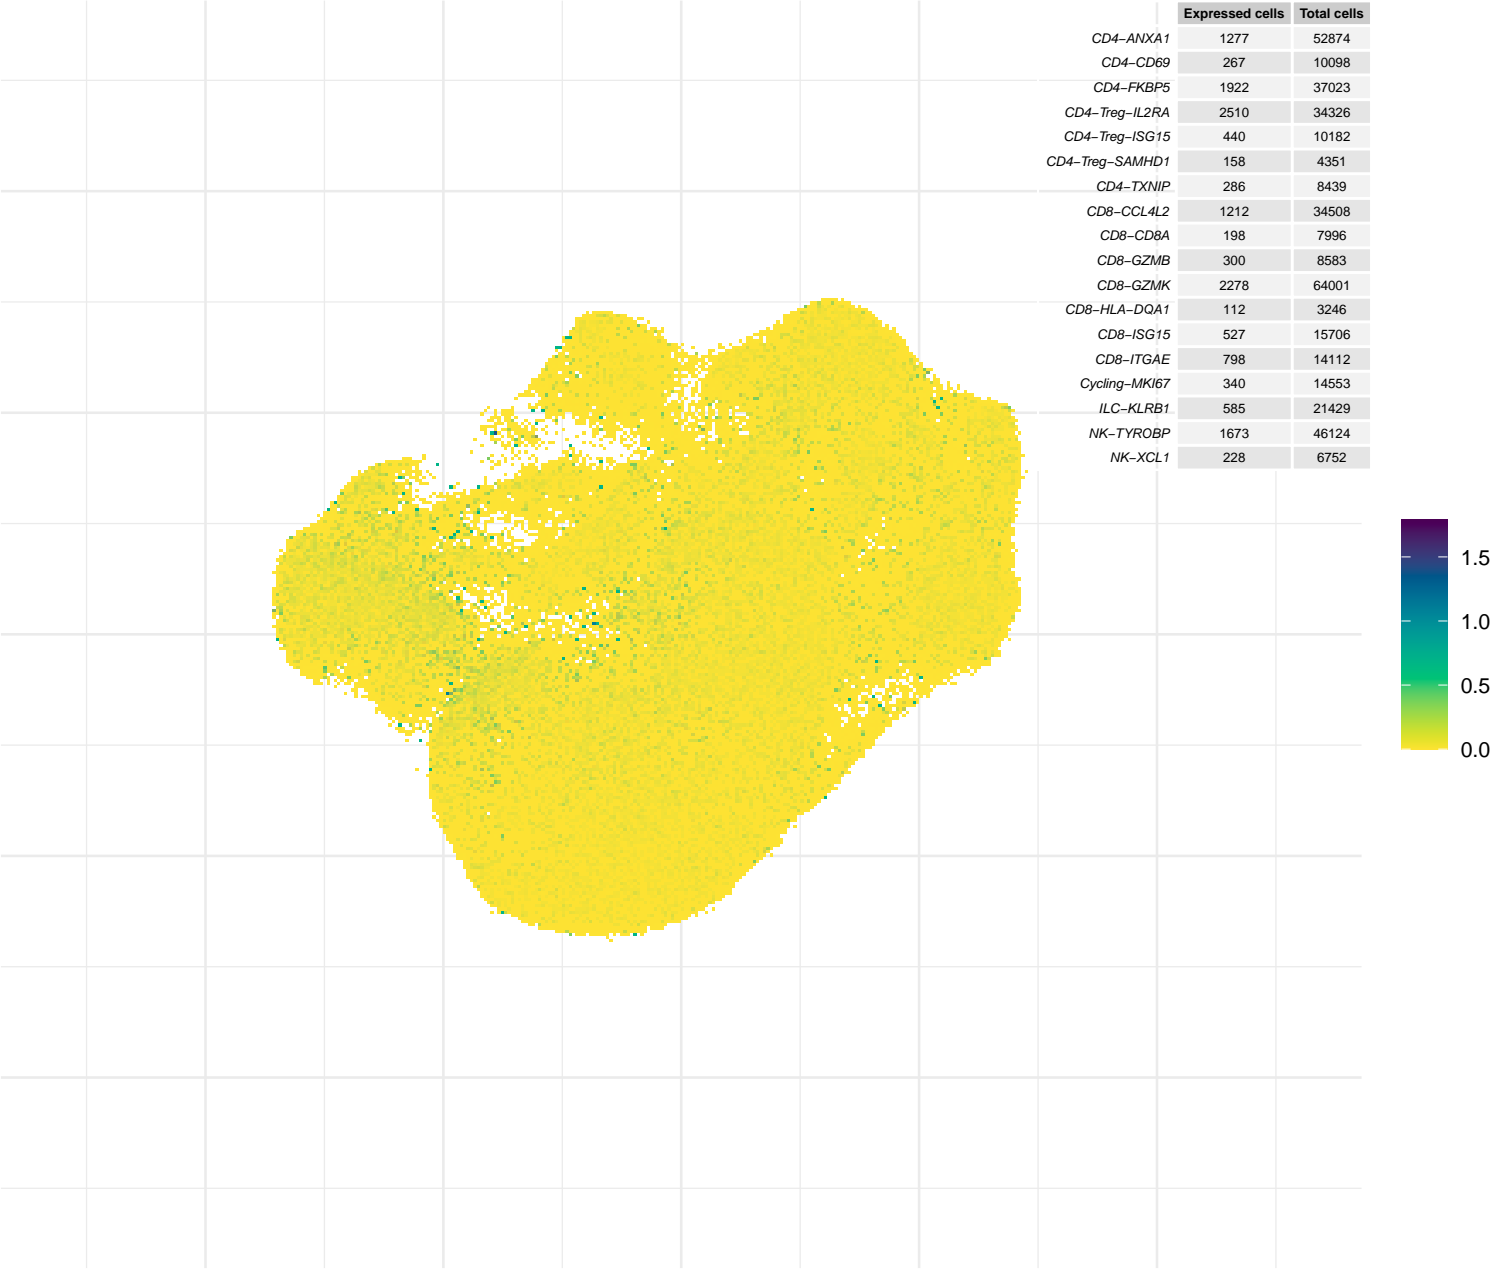 Expressed cells Total cells
CD4−ANXA1 1277 52874
CD4−CD69 267 10098
CD4−FKBP5 1922 37023
CD4−Treg−IL2RA 2510 34326
CD4−Treg−ISG15 440 10182
CD4−Treg−SAMHD1 158 4351
CD4−TXNIP 286 8439
CD8−CCL4L2 1212 34508
CD8−CD8A 198 7996
CD8−GZMB 300 8583
CD8−GZMK 2278 64001
CD8−HLA−DQA1 112 3246
CD8−ISG15 527 15706
CD8−ITGAE 798 14112
Cycling−MKI67 340 14553
ILC−KLRB1 585 21429
NK−TYROBP 1673 46124
NK−XCL1 228 6752
1.5
1.0
0.5
0.0